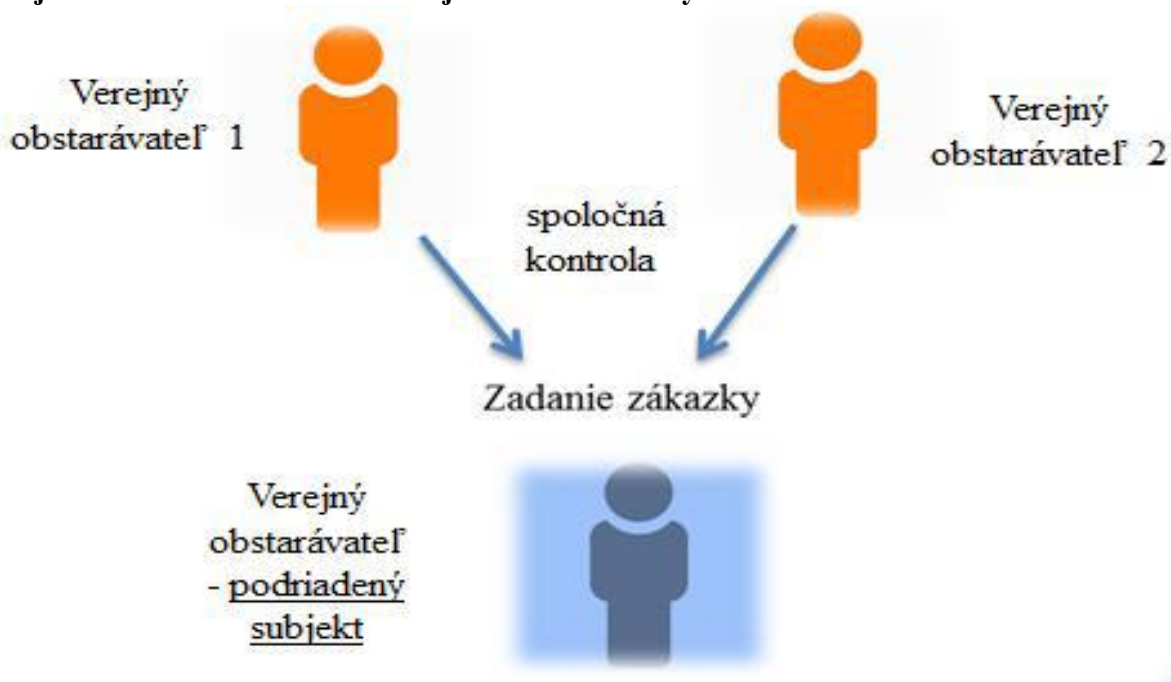 Verejný
obstarávateľ 1
Verejný
obstarávateľ 2
spoločná
kontrola
Zadanie zákazky
Verejný
obstarávateľ
- podriadený
subjekt